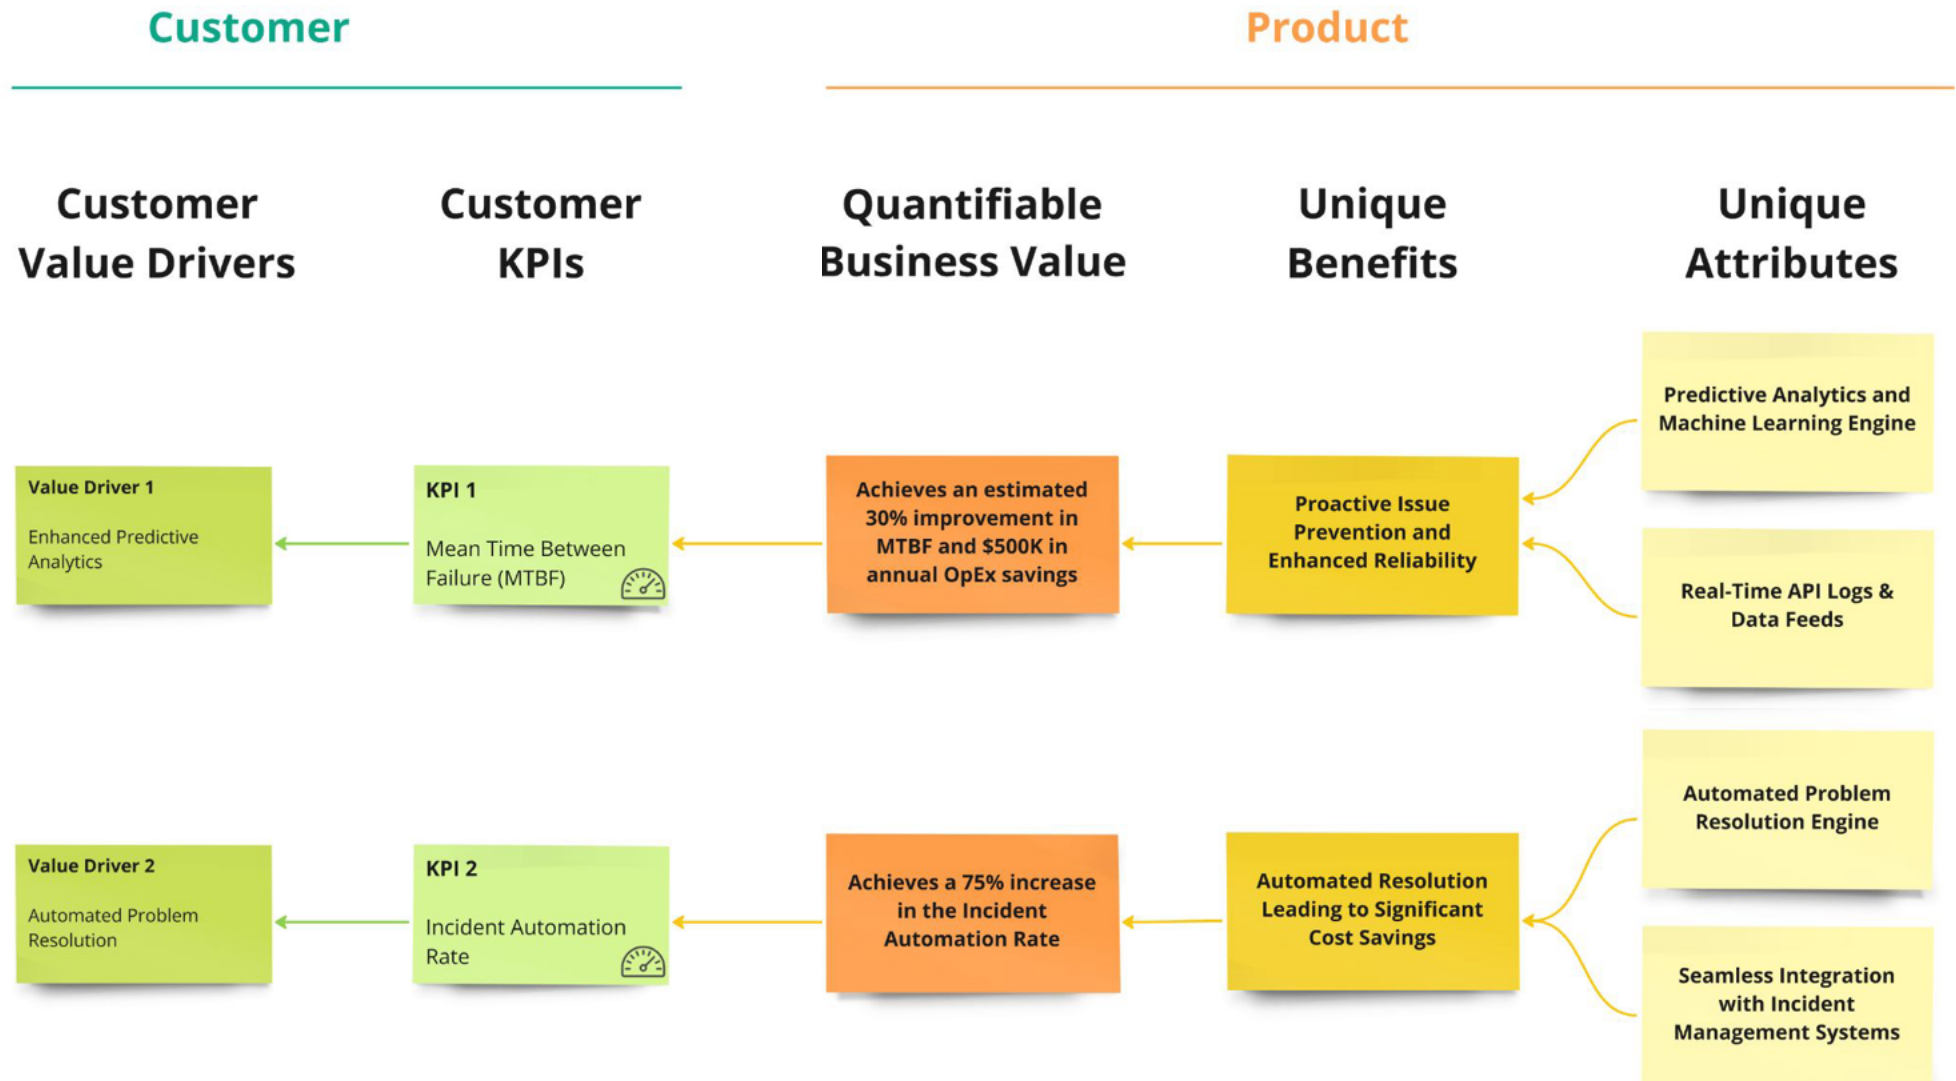 Customer
Product
Customer
Value Drivers
Customer
KPIs
Quantifiable
Business Value
Unique
Benefits
Unique
Attributes
Value Driver 1
Enhanced Predictive
Analytics
KPI 1
Mean Time Between
Failure (MTBF)
Achieves an estimated
30% improvement in
MTBF and $500K in
annual OpEx savings
Proactive Issue
Prevention and
Enhanced Reliability
Predictive Analytics and
Machine Learning Engine
Real-Time API Logs &
Data Feeds
Value Driver 2
Automated Problem
Resolution
KPI 2
Incident Automation
Rate
Achieves a 75% increase
in the Incident
Automation Rate
Automated Resolution
Leading to Significant
Cost Savings
Automated Problem
Resolution Engine
Seamless Integration
with Incident
Management Systems